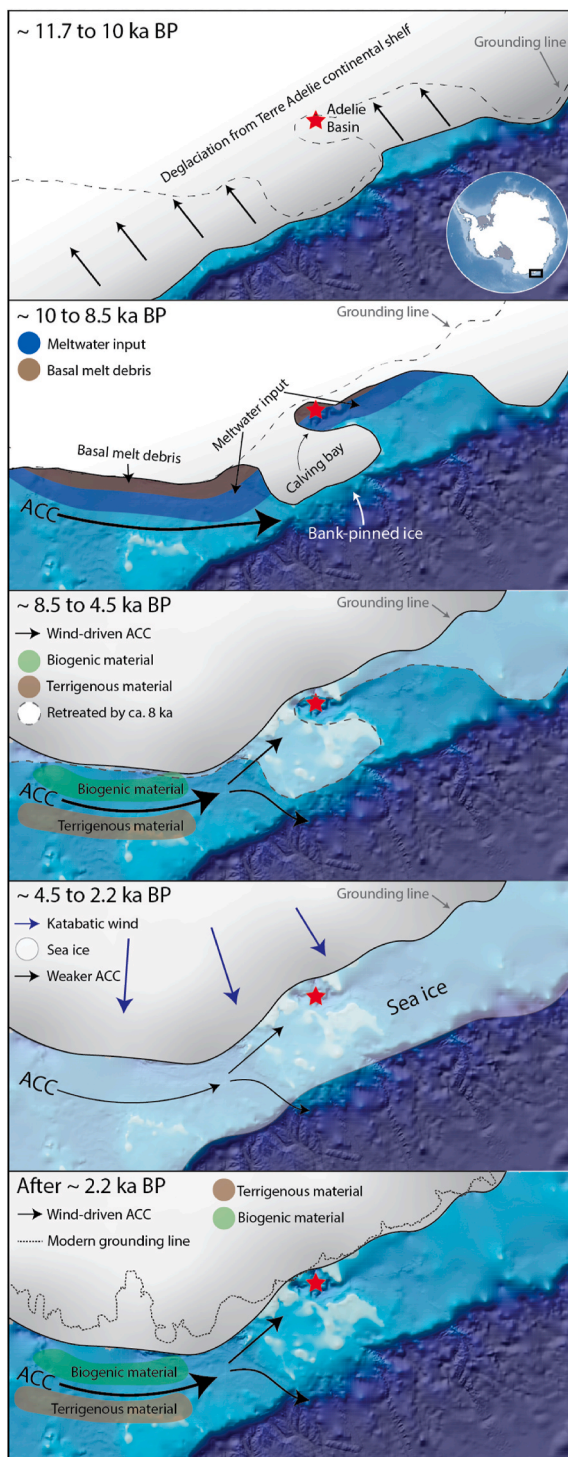 ~ 11.7 to 10 ka BP
Grounding line
Deglaciation from Terre Adelie continental shelf
Adelie
Basin
~ 10 to 8.5 ka BP
Meltwater input
Basal melt debris
Grounding line
Meltwater input
Basal melt debris
Calving bay
ACC
Bank-pinned ice
~ 8.5 to 4.5 ka BP
Grounding line
Wind-driven ACC
Biogenic material
Terrigenous material
Retreated by ca. 8 ka
Biogenic material
ACC
Terrigenous material
~ 4.5 to 2.2 ka BP
Grounding line
Katabatic wind
Sea ice
Weaker ACC
Sea ice
ACC
After ~ 2.2 ka BP
Terrigenous material
Wind-driven ACC
Biogenic material
Modern grounding line
Biogenic material
ACC
Terrigenous material